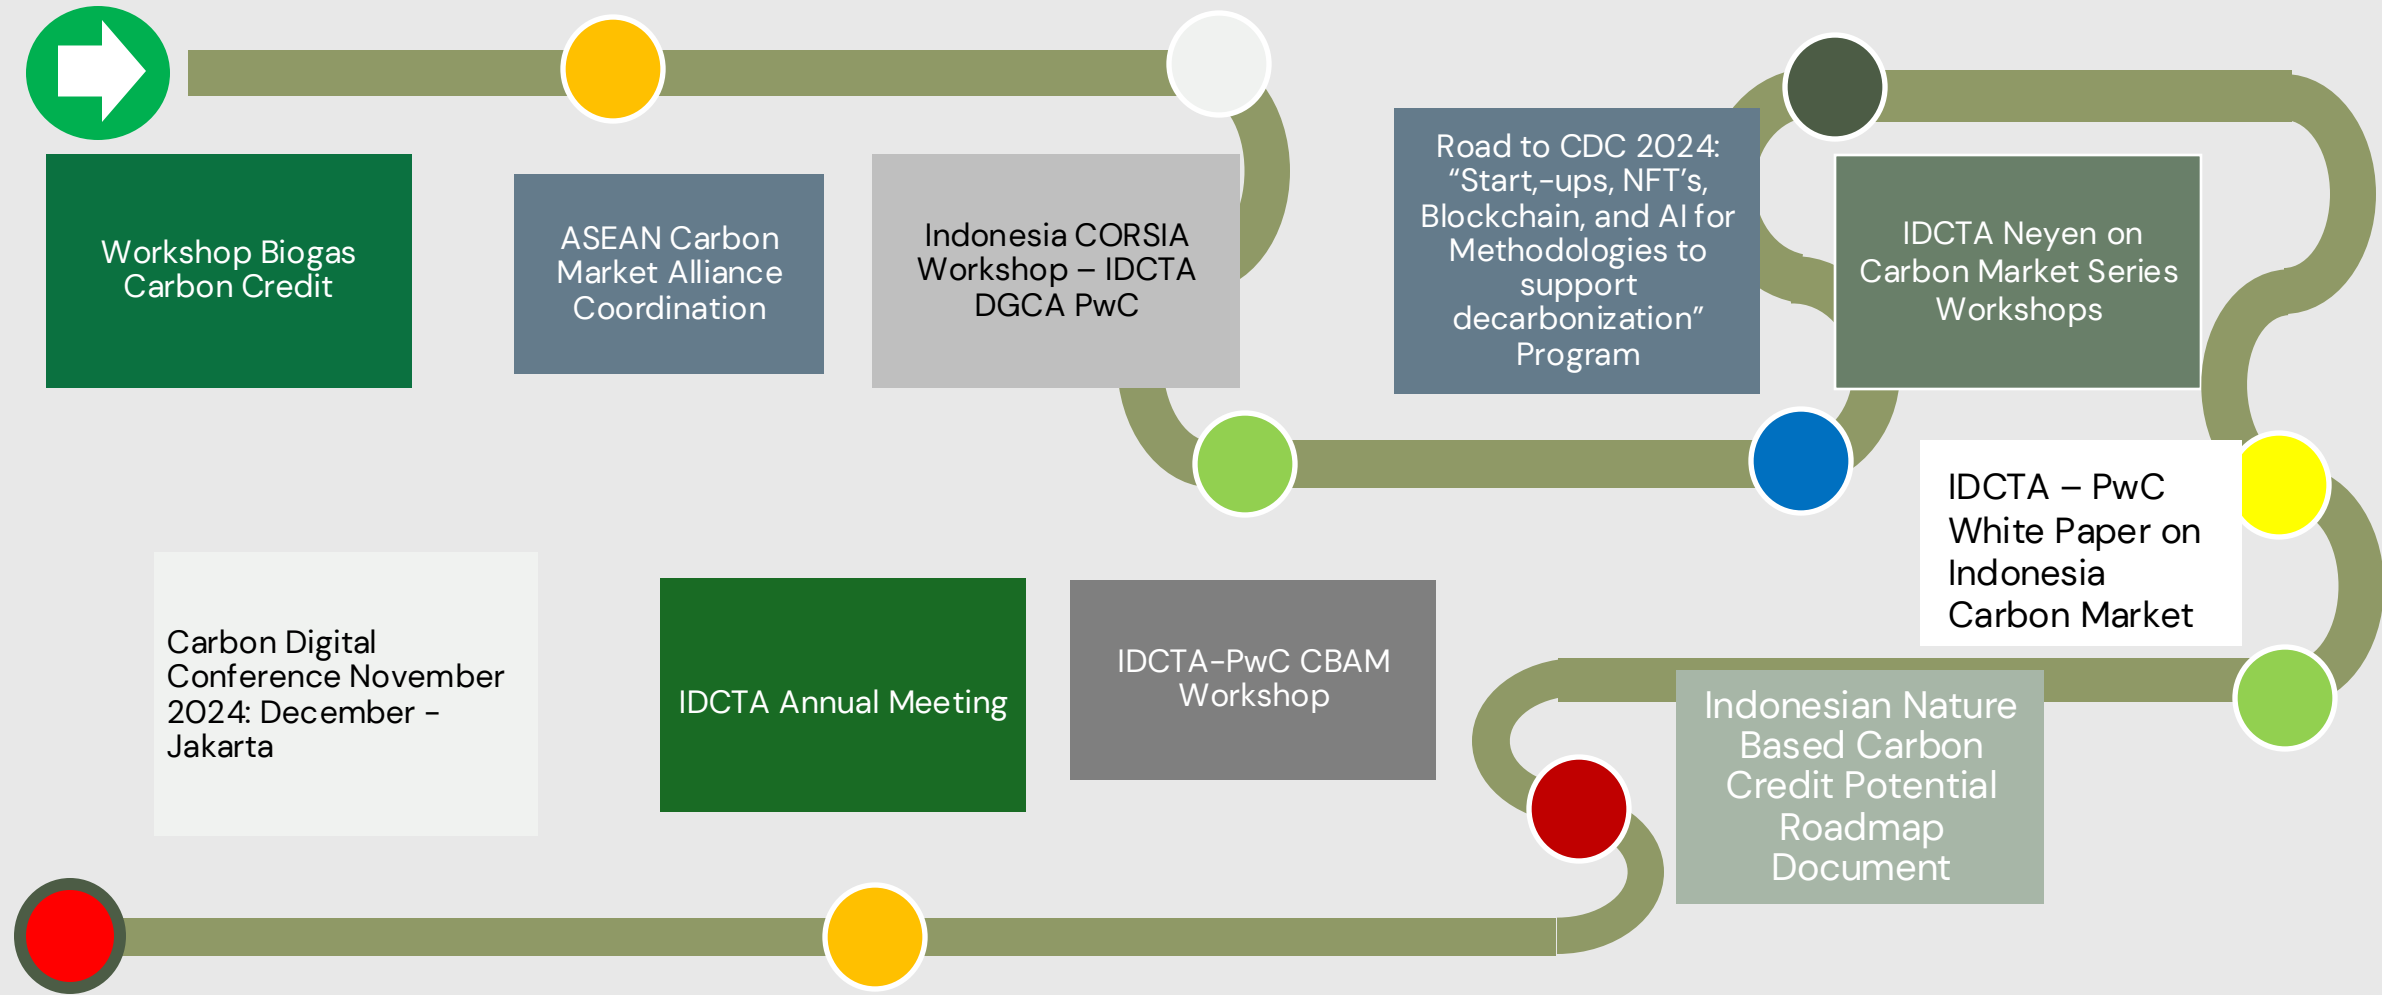 Workshop Biogas
Carbon Credit
ASEAN Carbon
Market Alliance
Coordination
Indonesia CORSIA
Workshop – IDCTA
DGCA PwC
Road to CDC 2024:
“Start,-ups, NFT’s,
Blockchain, and AI for
Methodologies to
support
decarbonization”
Program
IDCTA Neyen on
Carbon Market Series
Workshops
IDCTA – PwC
White Paper on
Indonesia
Carbon Market
Carbon Digital
Conference November
2024: December -
Jakarta
IDCTA Annual Meeting
IDCTA-PwC CBAM
Workshop
Indonesian Nature
Based Carbon
Credit Potential
Roadmap
Document